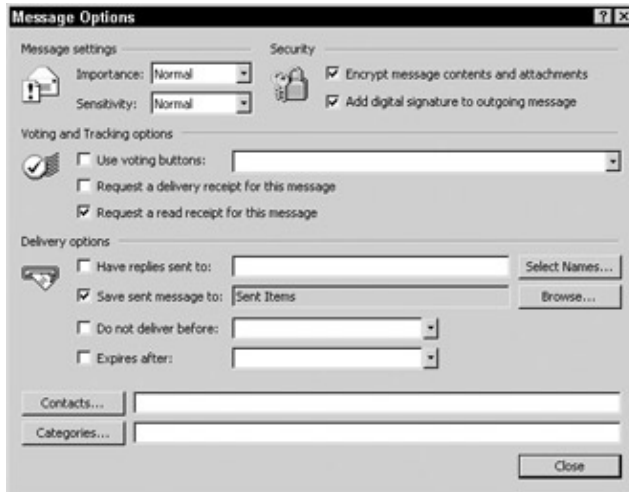 Message Options
Message settings
Security
Importance: Normal
Encrypt message contents and attachments
Sensitivity: Normal
Add digital signature to outgoing message
Voting and Tracking options
Use voting buttons:
Request a delivery receipt for this message
Request a read receipt for this message
Delivery options
Have replies sent to:
Select Names...
Save sent message to: Sent Items
Browse...
Do not deliver before:
Expires after:
Contacts...
Categories...
Close